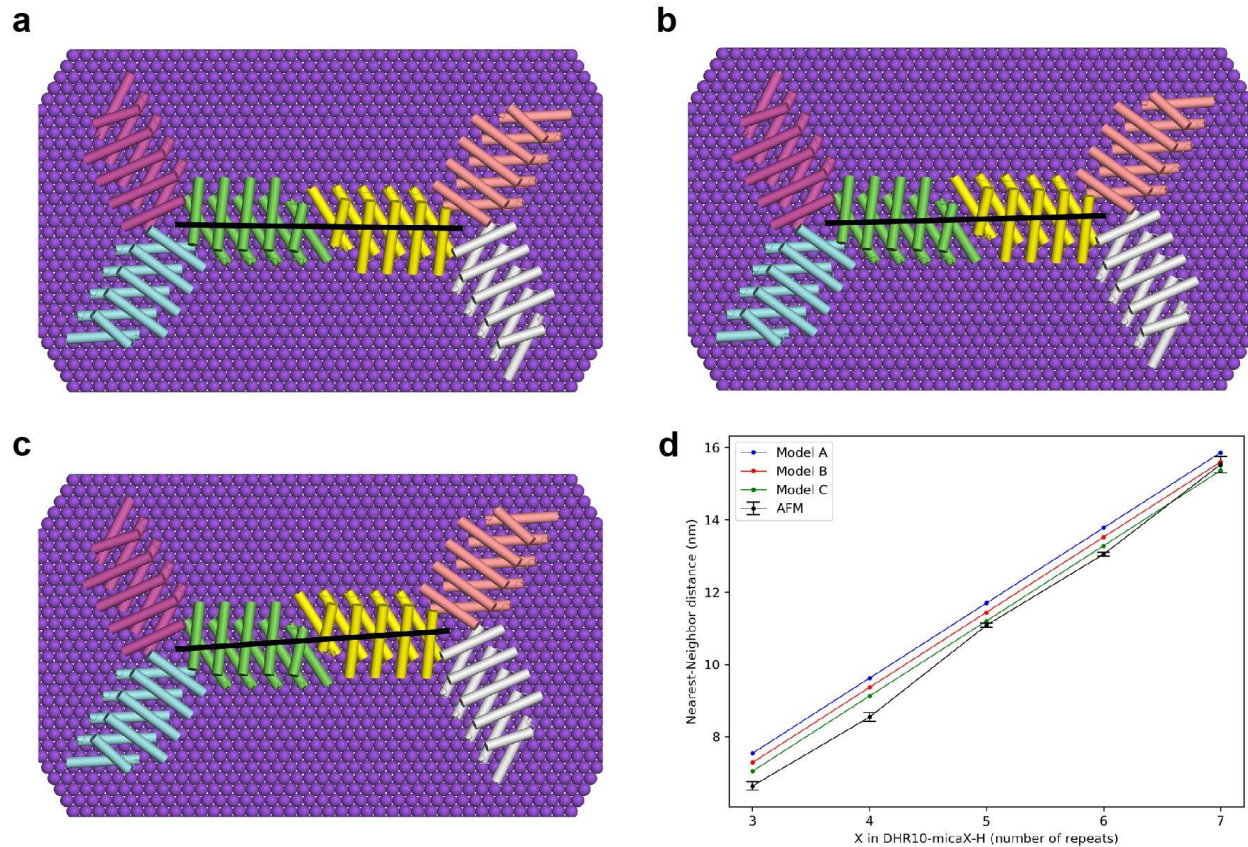 a
b
c
d
Model A
Model B
Model C
AFM
16
14
12
10
8
Nearest-Neighbor distance (nm)
3
4
5
6
7
X in DHR10-micaX-H (number of repeats)